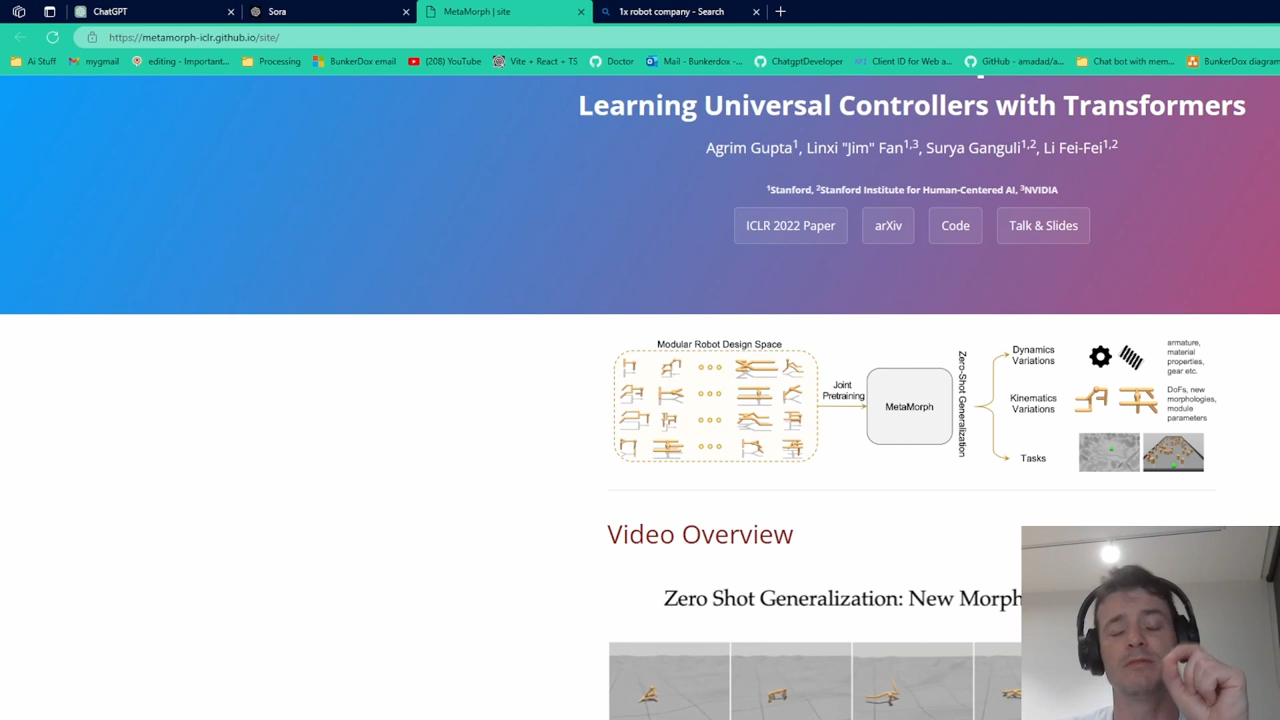 ChatGPT
Sora
MetaMorph | site
1x robot company - Search
https://metamorph-iclr.github.io/site/
Ai Stuff
mygmail
editing - Important...
Processing
BunkerDox email
(208) YouTube
Vite + React + TS
Doctor
Mail - Bunkerdox -...
ChatgptDeveloper
Client ID for Web a...
GitHub - amadad/a...
Chat bot with mem...
BunkerDox diagram
Learning Universal Controllers with Transformers
Agrim Gupta1, Linxi "Jim" Fan1,3, Surya Ganguli1,2, Li Fei-Fei1,2
1Stanford, 2Stanford Institute for Human-Centered AI, 3NVIDIA
ICLR 2022 Paper
arXiv
Code
Talk & Slides
Modular Robot Design Space
Joint
Pretraining
MetaMorph
Zero-Shot Generalization
Dynamics
Variations
armature,
material
properties,
gear etc.
Kinematics
Variations
DoFs, new
morphologies,
module
parameters
Tasks
Video Overview
Zero Shot Generalization: New Morph